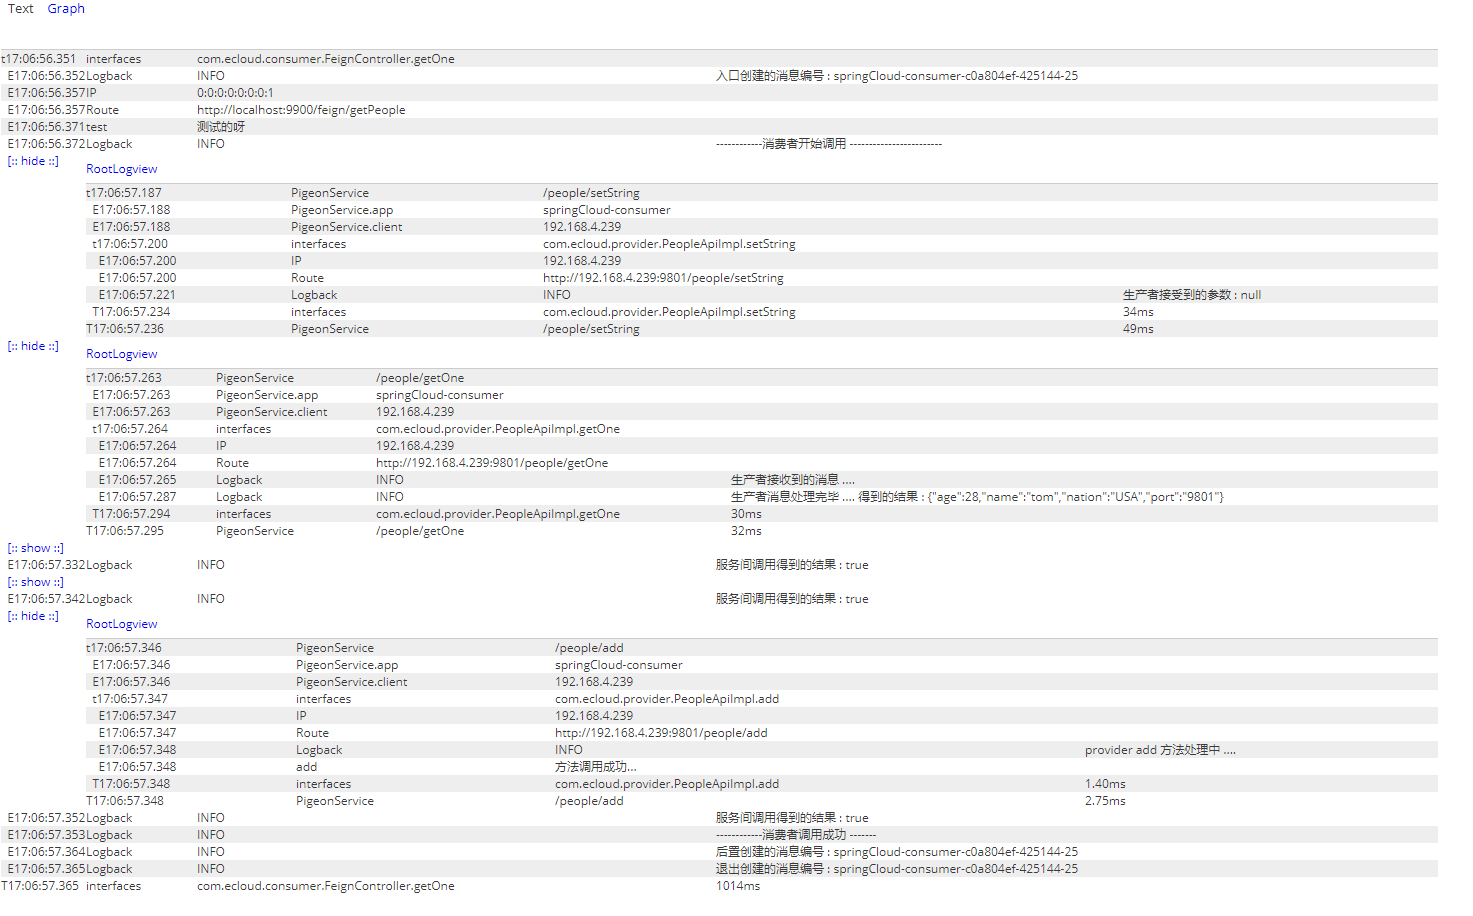 Text Graph
t17:06:56.351 interfaces com.ecloud.consumer.FeignController.getOne
E17:06:56.352 Logback INFO 入口创建的消息编号 : springCloud-consumer-c0a804ef-425144-25
E17:06:56.357 IP 0:0:0:0:0:0:0:1
E17:06:56.357 Route http://localhost:9900/feign/getPeople
E17:06:56.371 test 测试的呀
E17:06:56.372 Logback INFO ------------消费者开始调用 ------------------------
[:: hide ::]
RootLogview
t17:06:57.187 PigeonService /people/setString
E17:06:57.188 PigeonService.app springCloud-consumer
E17:06:57.188 PigeonService.client 192.168.4.239
t17:06:57.200 interfaces com.ecloud.provider.PeopleApiImpl.setString
E17:06:57.200 IP 192.168.4.239
E17:06:57.200 Route http://192.168.4.239:9801/people/setString
E17:06:57.221 Logback INFO 生产者接受到的参数 : null
T17:06:57.234 interfaces com.ecloud.provider.PeopleApiImpl.setString 34ms
T17:06:57.236 PigeonService /people/setString 49ms
[:: hide ::]
RootLogview
t17:06:57.263 PigeonService /people/getOne
E17:06:57.263 PigeonService.app springCloud-consumer
E17:06:57.263 PigeonService.client 192.168.4.239
t17:06:57.264 interfaces com.ecloud.provider.PeopleApiImpl.getOne
E17:06:57.264 IP 192.168.4.239
E17:06:57.264 Route http://192.168.4.239:9801/people/getOne
E17:06:57.265 Logback INFO 生产者接收到的消息 ....
E17:06:57.287 Logback INFO 生产者消息处理完毕 .... 得到的结果 : {"age":28,"name":"tom","nation":"USA","port":"9801"}
T17:06:57.294 interfaces com.ecloud.provider.PeopleApiImpl.getOne 30ms
T17:06:57.295 PigeonService /people/getOne 32ms
[:: show ::]
E17:06:57.332 Logback INFO 服务间调用得到的结果 : true
[:: show ::]
E17:06:57.342 Logback INFO 服务间调用得到的结果 : true
[:: hide ::]
RootLogview
t17:06:57.346 PigeonService /people/add
E17:06:57.346 PigeonService.app springCloud-consumer
E17:06:57.346 PigeonService.client 192.168.4.239
t17:06:57.347 interfaces com.ecloud.provider.PeopleApiImpl.add
E17:06:57.347 IP 192.168.4.239
E17:06:57.347 Route http://192.168.4.239:9801/people/add
E17:06:57.348 Logback INFO provider add 方法处理中 ....
E17:06:57.348 add 方法调用成功...
T17:06:57.348 interfaces com.ecloud.provider.PeopleApiImpl.add 1.40ms
T17:06:57.348 PigeonService /people/add 2.75ms
E17:06:57.352 Logback INFO 服务间调用得到的结果 : true
E17:06:57.353 Logback INFO ------------消费者调用成功 -------
E17:06:57.364 Logback INFO 后置创建的消息编号 : springCloud-consumer-c0a804ef-425144-25
E17:06:57.365 Logback INFO 退出创建的消息编号 : springCloud-consumer-c0a804ef-425144-25
T17:06:57.365 interfaces com.ecloud.consumer.FeignController.getOne 1014ms